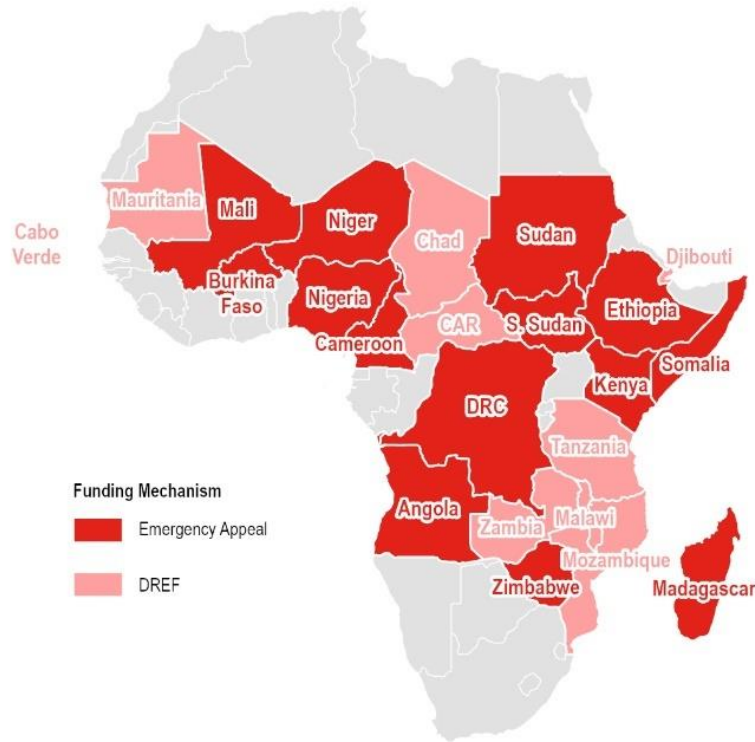 Mauritania
Mali
Niger
Cabo
Verde
Chad
Sudan
Djibouti
Burkina
Faso
Nigeria
Ethiopia
CAR
S. Sudan
Cameroon
Somalia
Kenya
DRC
Tanzania
Funding Mechanism
Emergency Appeal
DREF
Angola
Zambia
Malawi
Mozambique
Zimbabwe
Madagascar